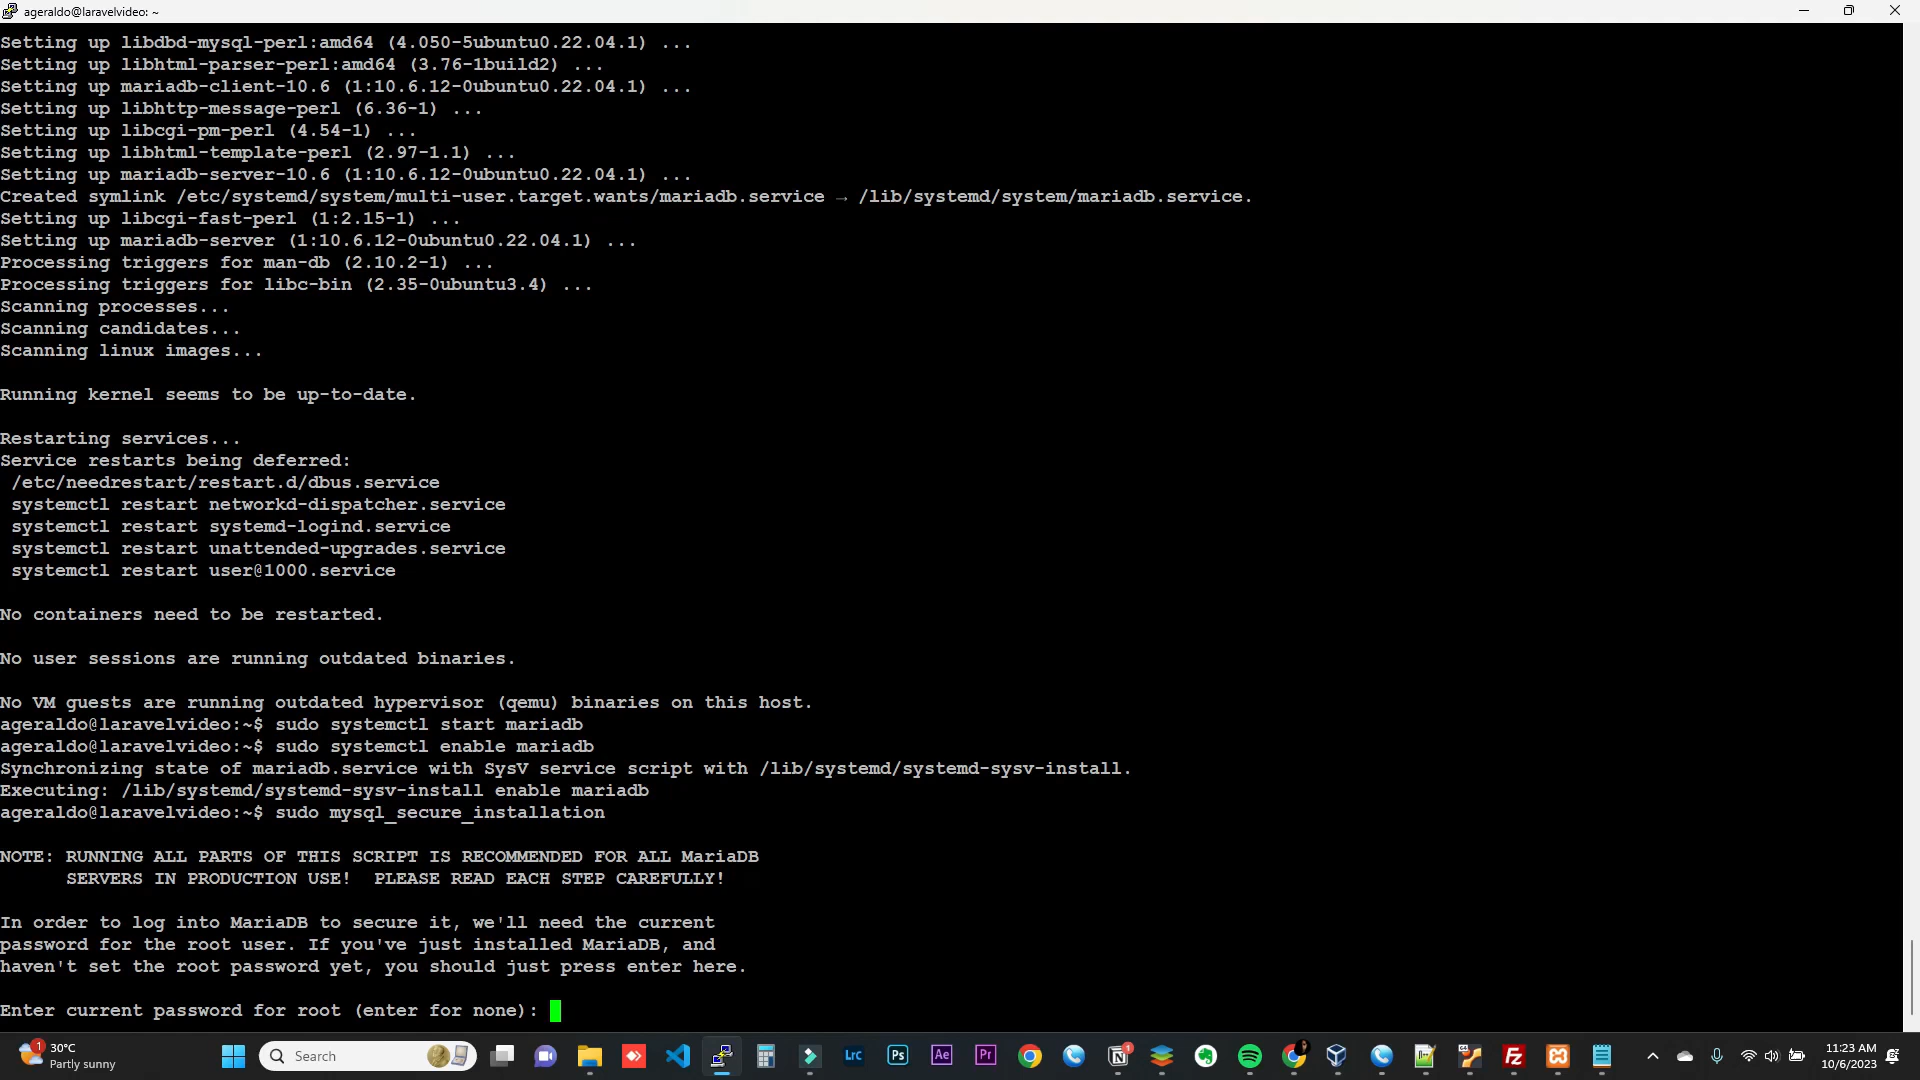 ageraldo@laravelvideo: ~
Setting up libdbd-mysql-perl:amd64 (4.050-5ubuntu0.22.04.1) ...
Setting up libhtml-parser-perl:amd64 (3.76-1build2) ...
Setting up mariadb-client-10.6 (1:10.6.12-0ubuntu0.22.04.1) ...
Setting up libhttp-message-perl (6.36-1) ...
Setting up libcgi-pm-perl (4.54-1) ...
Setting up libhtml-template-perl (2.97-1.1) ...
Setting up mariadb-server-10.6 (1:10.6.12-0ubuntu0.22.04.1) ...
Created symlink /etc/systemd/system/multi-user.target.wants/mariadb.service → /lib/systemd/system/mariadb.service.
Setting up libcgi-fast-perl (1:2.15-1) ...
Setting up mariadb-server (1:10.6.12-0ubuntu0.22.04.1) ...
Processing triggers for man-db (2.10.2-1) ...
Processing triggers for libc-bin (2.35-0ubuntu3.4) ...
Scanning processes...
Scanning candidates...
Scanning linux images...
Running kernel seems to be up-to-date.
Restarting services...
Service restarts being deferred:
/etc/needrestart/restart.d/dbus.service
systemctl restart networkd-dispatcher.service
systemctl restart systemd-logind.service
systemctl restart unattended-upgrades.service
systemctl restart user@1000.service
No containers need to be restarted.
No user sessions are running outdated binaries.
No VM guests are running outdated hypervisor (qemu) binaries on this host.
ageraldo@laravelvideo:~$ sudo systemctl start mariadb
ageraldo@laravelvideo:~$ sudo systemctl enable mariadb
Synchronizing state of mariadb.service with SysV service script with /lib/systemd/systemd-sysv-install.
Executing: /lib/systemd/systemd-sysv-install enable mariadb
ageraldo@laravelvideo:~$ sudo mysql_secure_installation
NOTE: RUNNING ALL PARTS OF THIS SCRIPT IS RECOMMENDED FOR ALL MariaDB
SERVERS IN PRODUCTION USE!  PLEASE READ EACH STEP CAREFULLY!
In order to log into MariaDB to secure it, we'll need the current
password for the root user. If you've just installed MariaDB, and
haven't set the root password yet, you should just press enter here.
Enter current password for root (enter for none):
1
30°C
Partly sunny
Search
Lrc
Ps
Ae
Pr
1
Fz
11:23 AM
10/6/2023